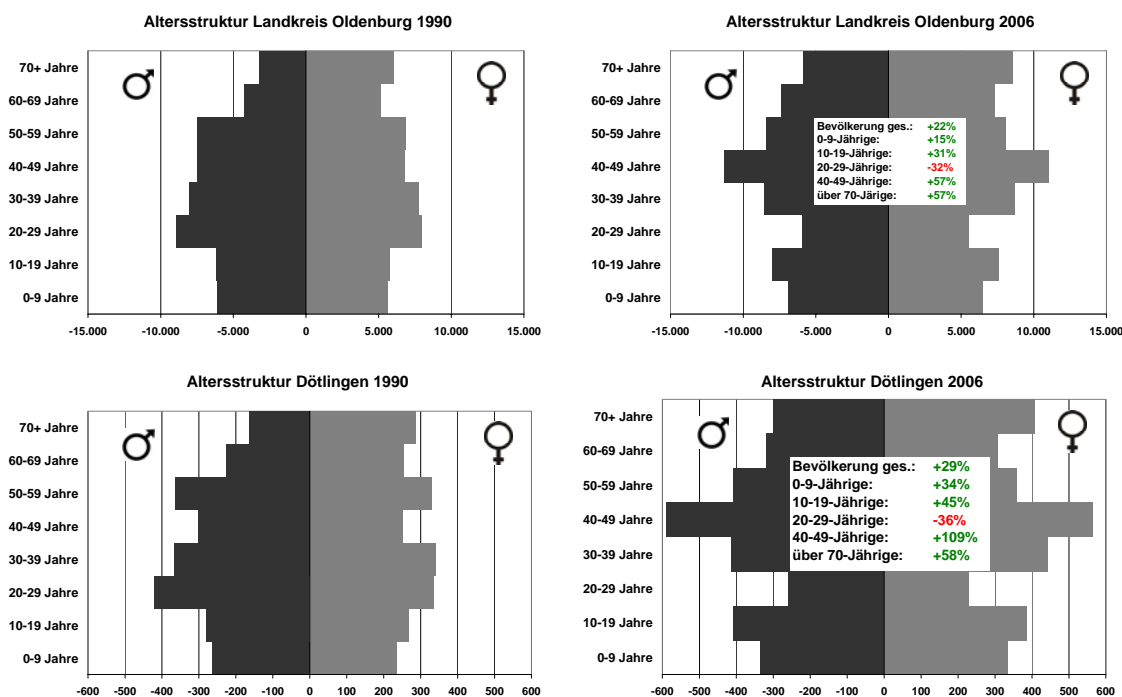 Altersstruktur Landkreis Oldenburg 1990
70+ Jahre
60-69 Jahre
50-59 Jahre
40-49 Jahre
30-39 Jahre
20-29 Jahre
10-19 Jahre
0-9 Jahre
-15.000 -10.000 -5.000 0 5.000 10.000 15.000
Altersstruktur Landkreis Oldenburg 2006
70+ Jahre
60-69 Jahre
50-59 Jahre
40-49 Jahre
30-39 Jahre
20-29 Jahre
10-19 Jahre
0-9 Jahre
Bevölkerung ges.: +22%
0-9-Jährige: +15%
10-19-Jährige: +31%
20-29-Jährige: -32%
40-49-Jährige: +57%
über 70-Järige: +57%
-15.000 -10.000 -5.000 0 5.000 10.000 15.000
Altersstruktur Dötlingen 1990
70+ Jahre
60-69 Jahre
50-59 Jahre
40-49 Jahre
30-39 Jahre
20-29 Jahre
10-19 Jahre
0-9 Jahre
-600 -500 -400 -300 -200 -100 0 100 200 300 400 500 600
Altersstruktur Dötlingen 2006
70+ Jahre
60-69 Jahre
50-59 Jahre
40-49 Jahre
30-39 Jahre
20-29 Jahre
10-19 Jahre
0-9 Jahre
Bevölkerung ges.: +29%
0-9-Jährige: +34%
10-19-Jährige: +45%
20-29-Jährige: -36%
40-49-Jährige: +109%
über 70-Jährige: +58%
-600 -500 -400 -300 -200 -100 0 100 200 300 400 500 600